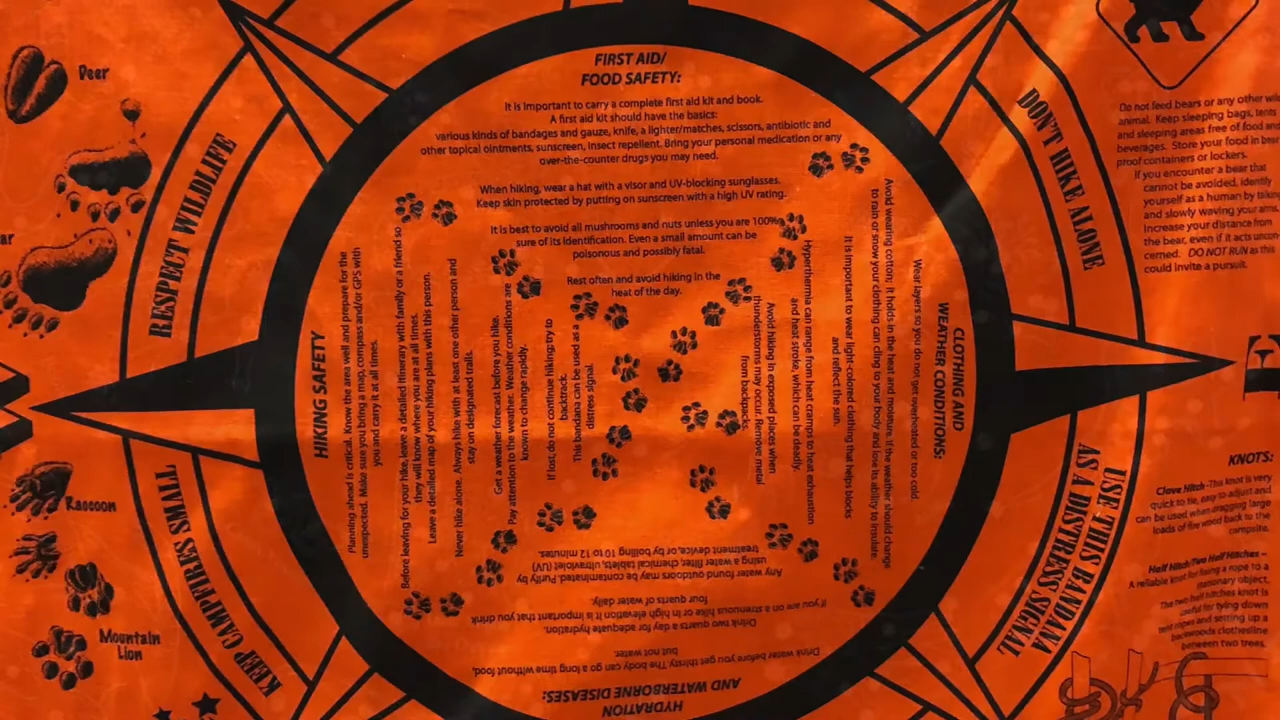 Deer
RESPECT WILDLIFE
Raccoon
Mountain
Lion
KEEP CAMPFIRES SMALL
FIRST AID/
FOOD SAFETY:
It is important to carry a complete first aid kit and book.
A first aid kit should have the basics:
various kinds of bandages and gauze, knife, a lighter/matches, scissors, antibiotic and
other topical ointments, sunscreen, insect repellent. Bring your personal medication or any
over-the-counter drugs you may need.
When hiking, wear a hat with a visor and UV-blocking sunglasses.
Keep skin protected by putting on sunscreen with a high UV rating.
It is best to avoid all mushrooms and nuts unless you are 100%
sure of its identification. Even a small amount can be
poisonous and possibly fatal.
Rest often and avoid hiking in the
heat of the day.
HIKING SAFETY
Planning ahead is critical. Know the area well and prepare for the
unexpected. Make sure you bring a map, compass and/or GPS with
you and carry it at all times.
Before leaving for your hike, leave a detailed itinerary with family or a friend so
they will know where you are at all times.
Leave a detailed map of your hiking plans with this person.
Never hike alone. Always hike with at least one other person and
stay on designated trails.
Get a weather forecast before you hike.
Pay attention to the weather. Weather conditions are
known to change rapidly.
If lost, do not continue hiking; try to
backtrack.
This bandana can be used as a
distress signal.
CLOTHING AND
WEATHER CONDITIONS:
Wear layers so you do not get overheated or too cold.
Avoid wearing cotton; it holds in the heat and moisture. If the weather should change
to rain or snow your clothing can cling to your body and lose its ability to insulate.
It is important to wear light-colored clothing that helps blocks
and reflect the sun.
Hyperthermia can range from heat cramps to heat exhaustion
and heat stroke, which can be deadly.
Avoid hiking in exposed places when
thunderstorms may occur. Remove metal
from backpacks.
HYDRATION
AND WATERBORNE DISEASES:
Drink water before you get thirsty. The body can go a long time without food,
but not water.
Drink two quarts a day for adequate hydration.
If you are on a strenuous hike or in high elevation it is important that you drink
four quarts of water daily.
Any water found outdoors may be contaminated. Purify by
using a water filter, chemical tablets, ultraviolet (UV)
treatment device, or by boiling 10 to 12 minutes.
DON'T HIKE ALONE
USE THIS BANDANA
AS A DISTRESS SIGNAL
Do not feed bears or any other
animal. Keep sleeping bags, tents
and sleeping areas free of food and
beverages. Store your food in bear
proof containers or lockers.
If you encounter a bear that
cannot be avoided, identify
yourself as a human by talking
and slowly waving your arms.
Increase your distance from
the bear, even if it acts
cerned. DO NOT RUN as this
could invite a pursuit.
E
KNOTS:
Clove Hitch-This knot is very
quick to tie, easy to adjust and
can be used when dragging large
loads of fire wood back to the
campsite.
Half Hitch/Two Half Hitches –
A reliable knot for fixing a rope to a
stationary object,
The two half hitches knot is
useful for tying down
tent ropes and setting up a
backwoods clothesline
between two trees.